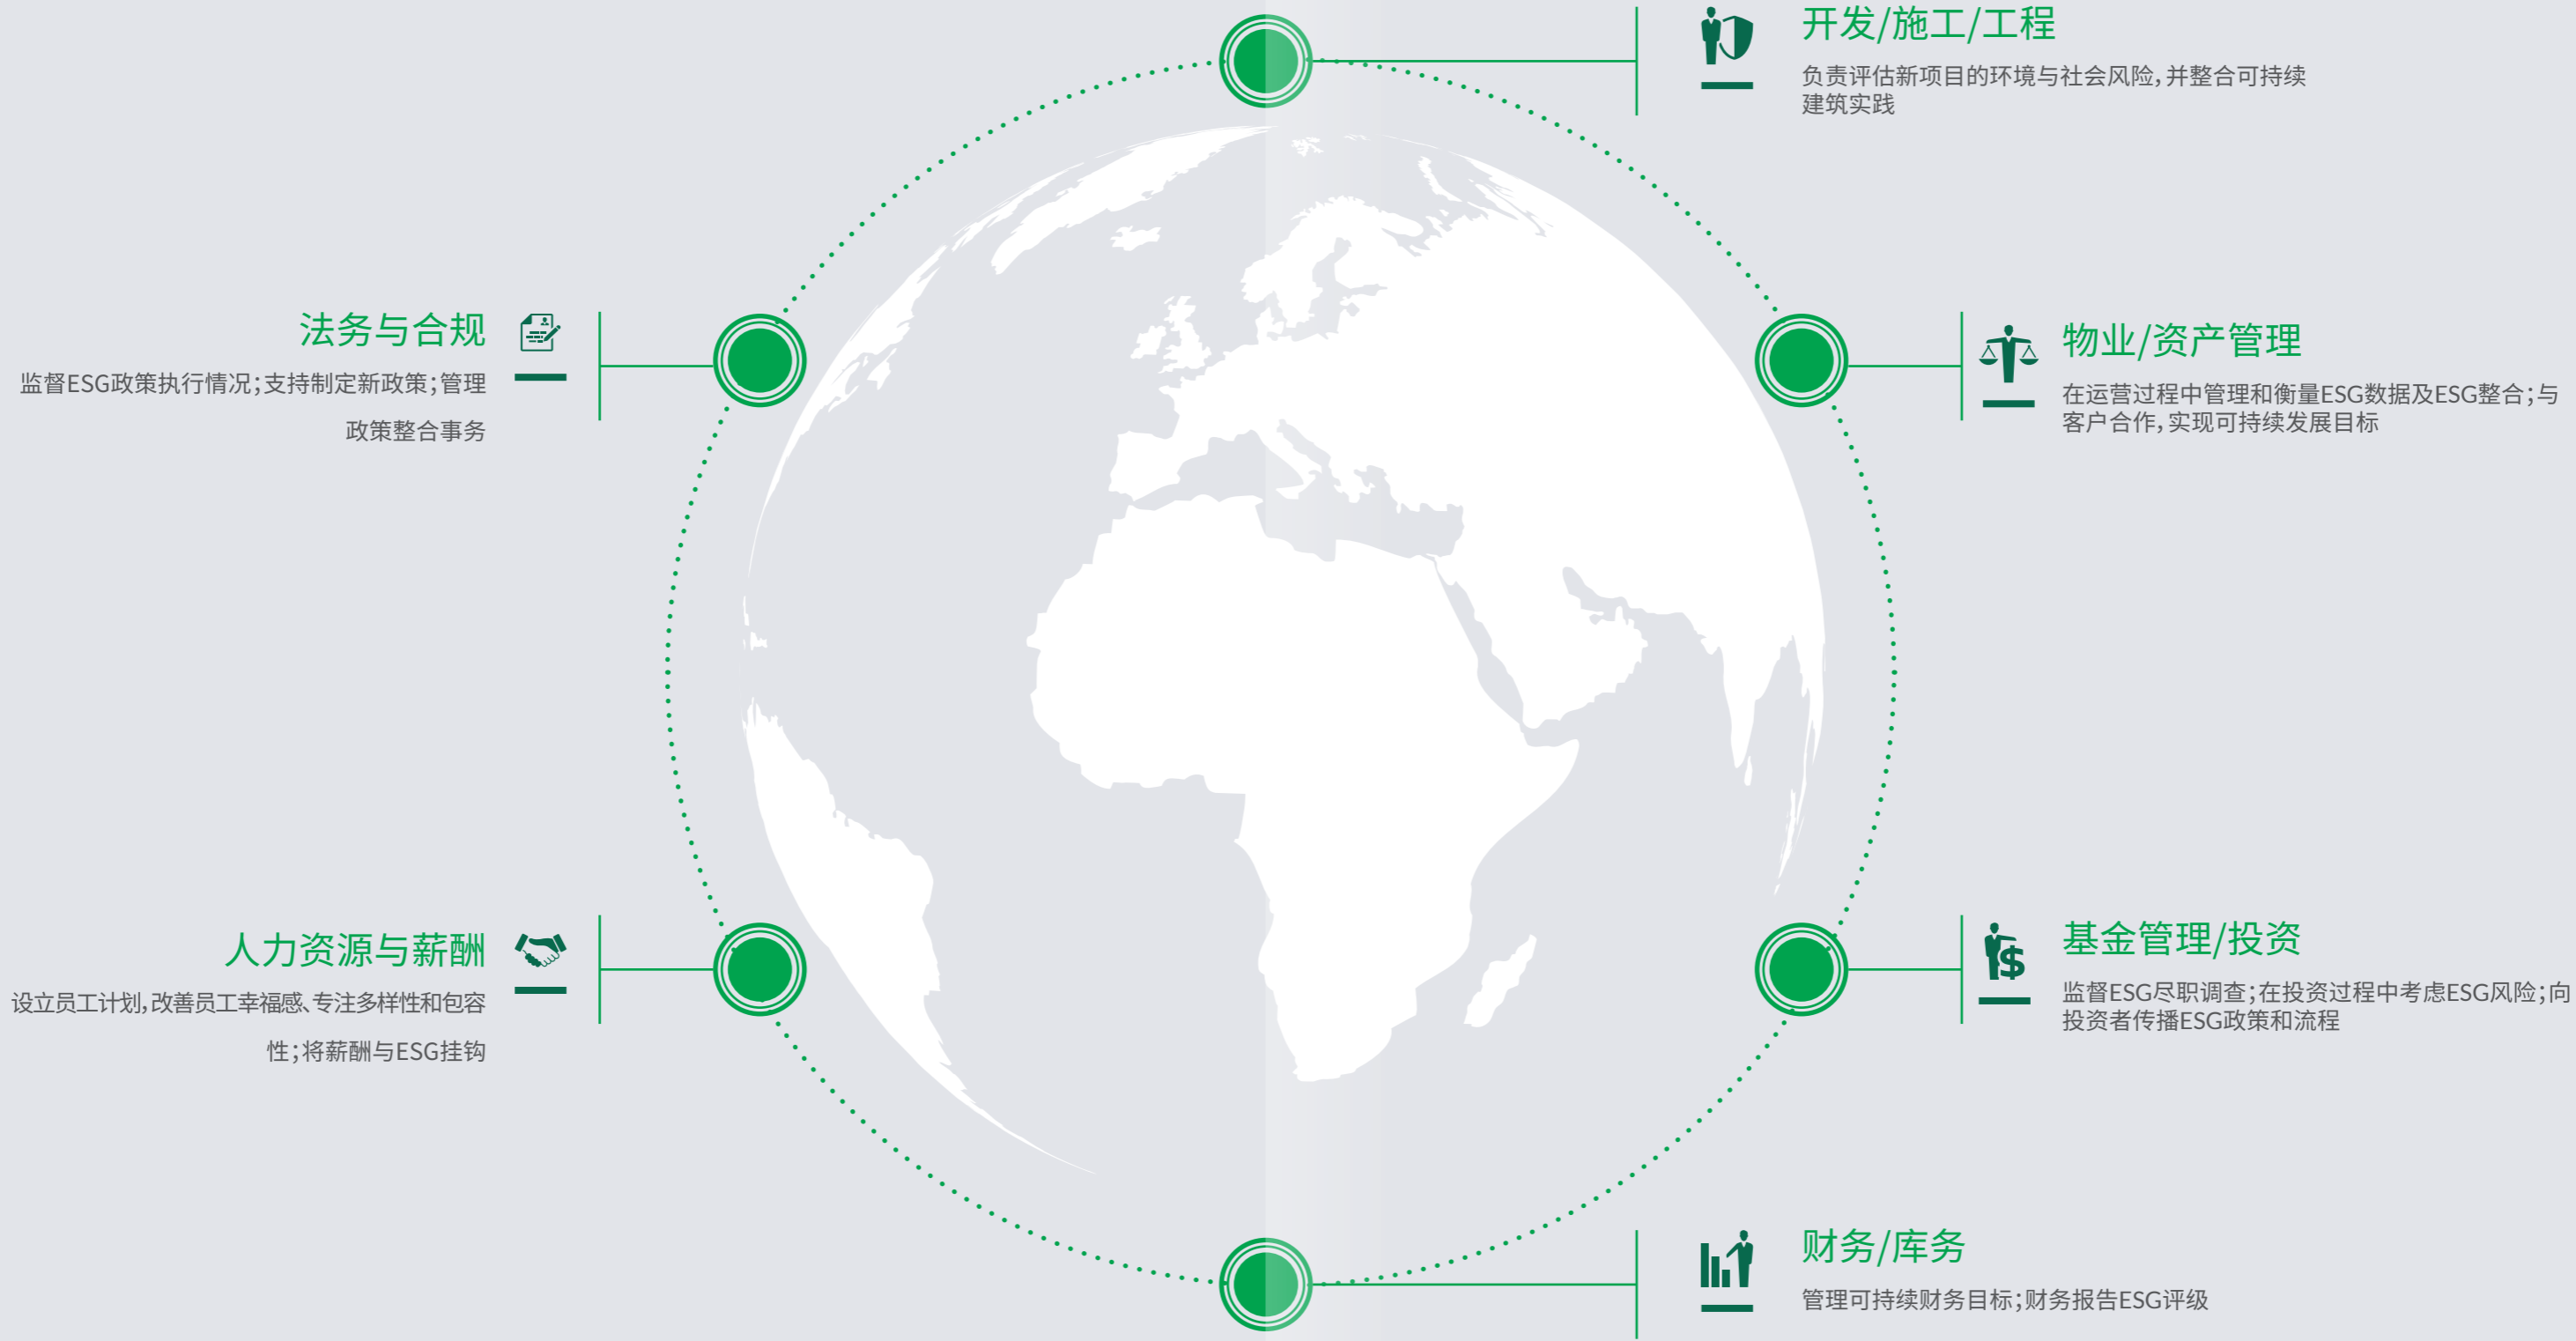 开发/施工/工程
负责评估新项目的环境与社会风险，并整合可持续
建筑实践
法务与合规
监督ESG政策执行情况；支持制定新政策；管理
政策整合事务
物业/资产管理
在运营过程中管理和衡量ESG数据及ESG整合；与
客户合作，实现可持续发展目标
人力资源与薪酬
设立员工计划，改善员工幸福感、专注多样性和包容
性；将薪酬与ESG挂钩
基金管理/投资
监督ESG尽职调查；在投资过程中考虑ESG风险；向
投资者传播ESG政策和流程
财务/库务
管理可持续财务目标；财务报告ESG评级